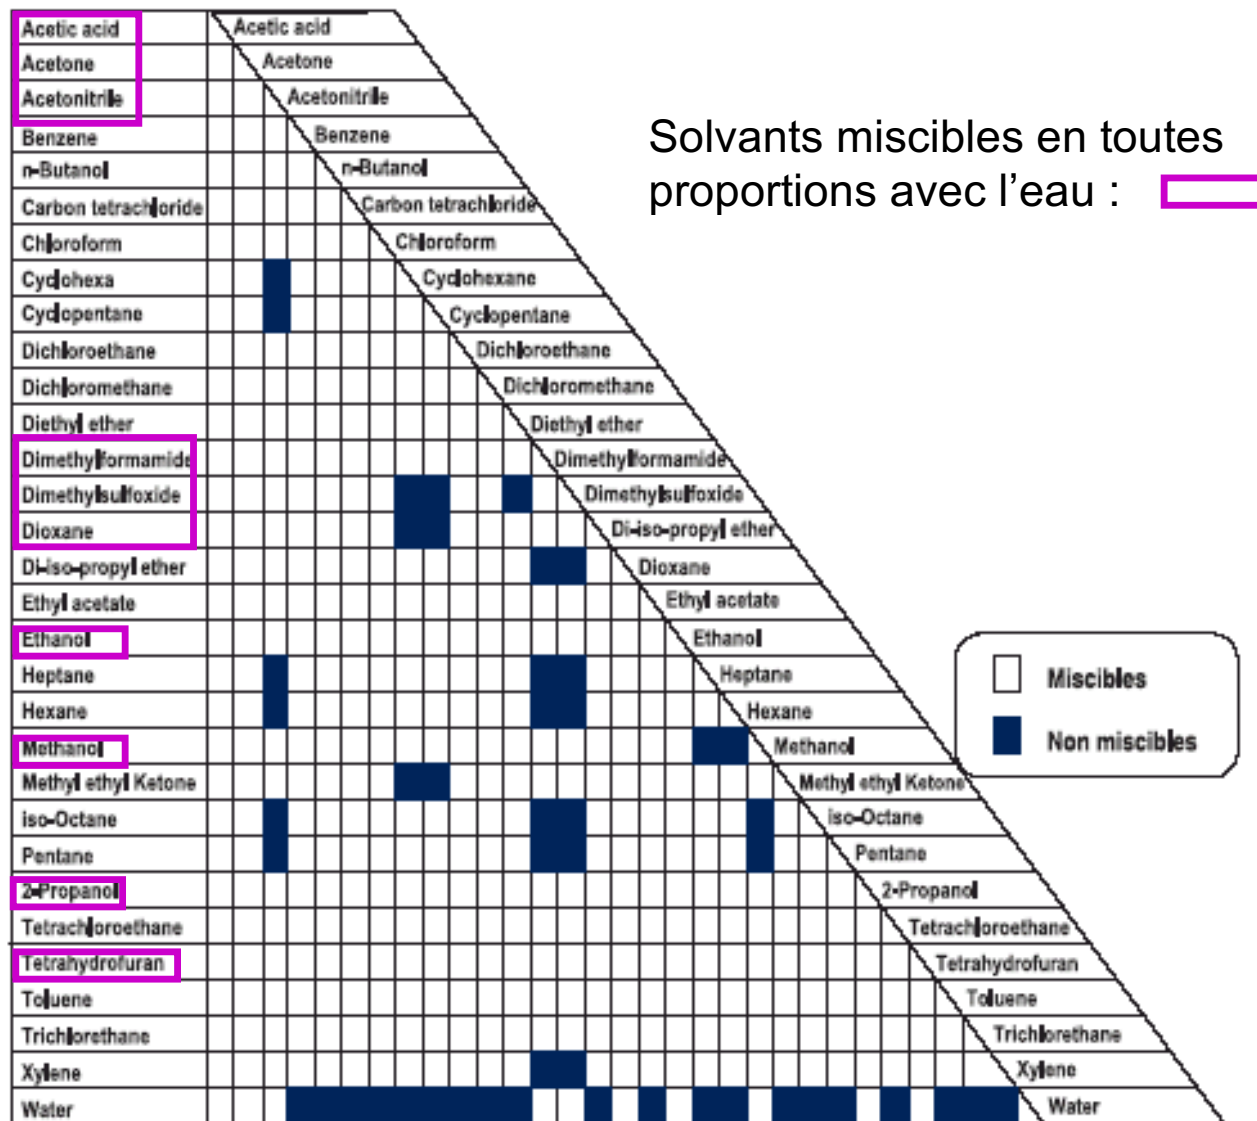 Acetic acid
Acetone
Acetonitrile
Benzene
n-Butanol
Carbon tetrachloride
Chloroform
Cyclohexa
Cyclopentane
Dichloroethane
Dichloromethane
Diethyl ether
Dimethylformamide
Dimethylsulfoxide
Dioxane
Di-iso-propyl ether
Ethyl acetate
Ethanol
Heptane
Hexane
Methanol
Methyl ethyl Ketone
iso-Octane
Pentane
2-Propanol
Tetrachloroethane
Tetrahydrofuran
Toluene
Trichlorethane
Xylene
Water
Acetic acid
Acetone
Acetonitrile
Benzene
n-Butanol
Carbon tetrachloride
Chloroform
Cyclohexane
Cyclopentane
Dichloroethane
Dichloromethane
Diethyl ether
Dimethylformamide
Dimethylsulfoxide
Di-iso-propyl ether
Dioxane
Ethyl acetate
Ethanol
Heptane
Hexane
Methanol
Methyl ethyl Ketone
iso-Octane
Pentane
2-Propanol
Tetrachloroethane
Tetrahydrofuran
Toluene
Trichlorethane
Xylene
Water
Solvants miscibles en toutes
proportions avec l’eau :
Miscibles
Non miscibles